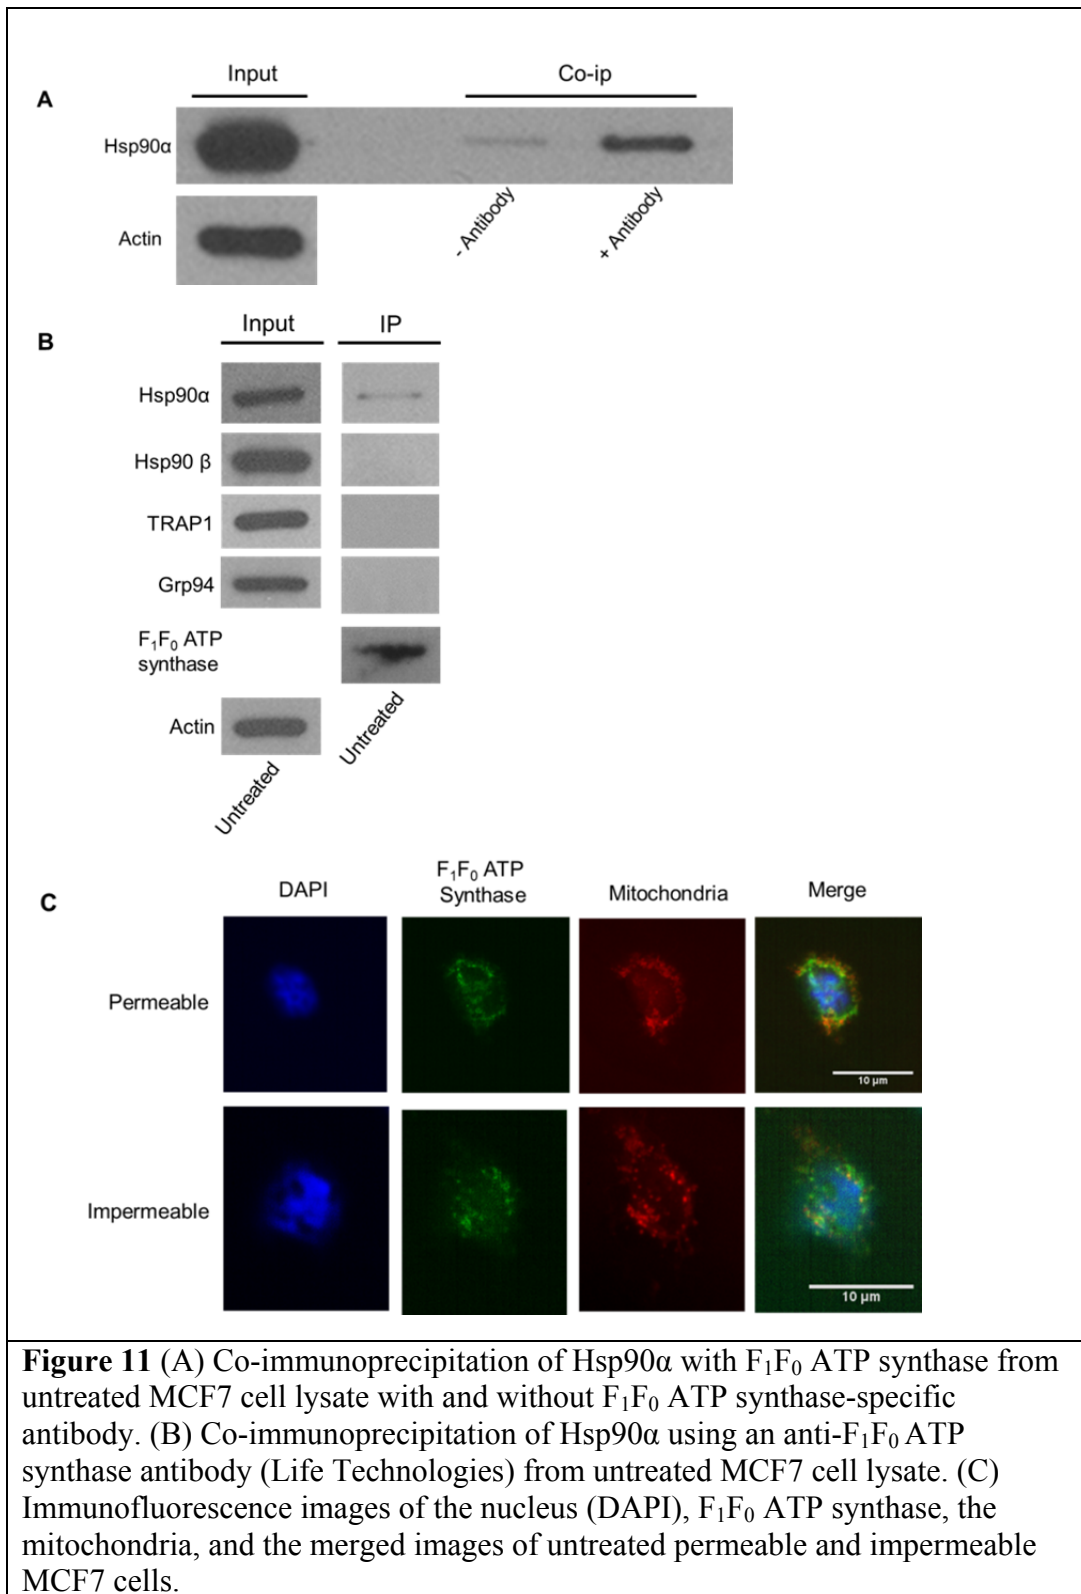 Input
Co-ip
A
Hsp90α
- Antibody
+ Antibody
Actin
B
Input
IP
Hsp90α
Hsp90 β
TRAP1
Grp94
F₁F₀ ATP
synthase
Actin
Untreated
Untreated
C
DAPI
F₁F₀ ATP
Synthase
Mitochondria
Merge
Permeable
10 µm
Impermeable
10 µm
Figure 11 (A) Co-immunoprecipitation of Hsp90α with F₁F₀ ATP synthase from
untreated MCF7 cell lysate with and without F₁F₀ ATP synthase-specific
antibody. (B) Co-immunoprecipitation of Hsp90α using an anti-F₁F₀ ATP
synthase antibody (Life Technologies) from untreated MCF7 cell lysate. (C)
Immunofluorescence images of the nucleus (DAPI), F₁F₀ ATP synthase, the
mitochondria, and the merged images of untreated permeable and impermeable
MCF7 cells.